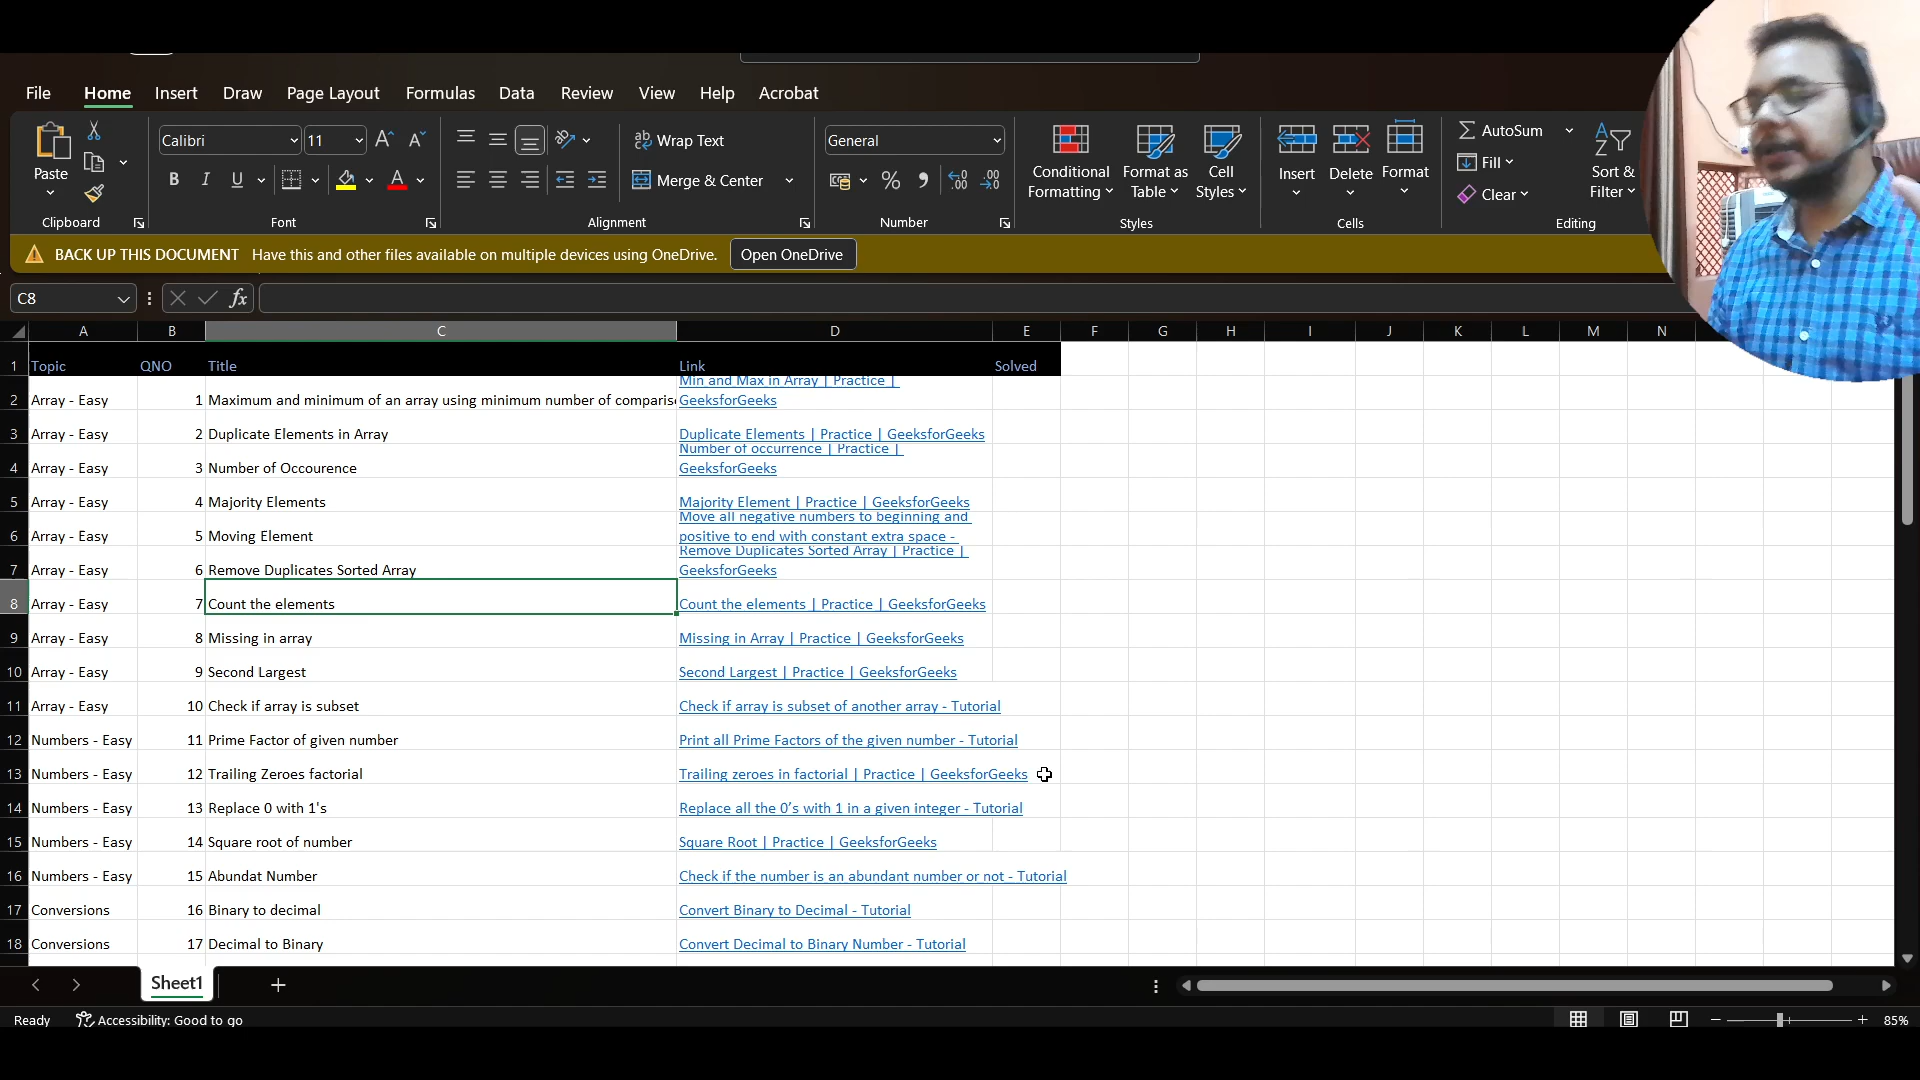 File Home Insert Draw Page Layout Formulas Data Review View Help Acrobat
Paste
Clipboard
Calibri 11
B I U A
Font
Wrap Text
Merge & Center
Alignment
General
% 9
Number
Conditional Formatting
Format as Table
Cell Styles
Styles
Insert Delete Format
Cells
AutoSum
Fill
Clear
Sort & Filter
Editing
BACK UP THIS DOCUMENT Have this and other files available on multiple devices using OneDrive. Open OneDrive
C8 fx
A B C D E F G H I J K L M N
1 Topic QNO Title Link Solved
Min and Max in Array | Practice |
2 Array - Easy 1 Maximum and minimum of an array using minimum number of comparis GeeksforGeeks
3 Array - Easy 2 Duplicate Elements in Array Duplicate Elements | Practice | GeeksforGeeks
Number of occurrence | Practice |
4 Array - Easy 3 Number of Occourence GeeksforGeeks
5 Array - Easy 4 Majority Elements Majority Element | Practice | GeeksforGeeks
Move all negative numbers to beginning and
6 Array - Easy 5 Moving Element positive to end with constant extra space -
Remove Duplicates Sorted Array | Practice |
7 Array - Easy 6 Remove Duplicates Sorted Array GeeksforGeeks
8 Array - Easy 7 Count the elements Count the elements | Practice | GeeksforGeeks
9 Array - Easy 8 Missing in array Missing in Array | Practice | GeeksforGeeks
10 Array - Easy 9 Second Largest Second Largest | Practice | GeeksforGeeks
11 Array - Easy 10 Check if array is subset Check if array is subset of another array - Tutorial
12 Numbers - Easy 11 Prime Factor of given number Print all Prime Factors of the given number - Tutorial
13 Numbers - Easy 12 Trailing Zeroes factorial Trailing zeroes in factorial | Practice | GeeksforGeeks
14 Numbers - Easy 13 Replace 0 with 1's Replace all the 0’s with 1 in a given integer - Tutorial
15 Numbers - Easy 14 Square root of number Square Root | Practice | GeeksforGeeks
16 Numbers - Easy 15 Abundat Number Check if the number is an abundant number or not - Tutorial
17 Conversions 16 Binary to decimal Convert Binary to Decimal - Tutorial
18 Conversions 17 Decimal to Binary Convert Decimal to Binary Number - Tutorial
Sheet1
Ready Accessibility: Good to go 85%